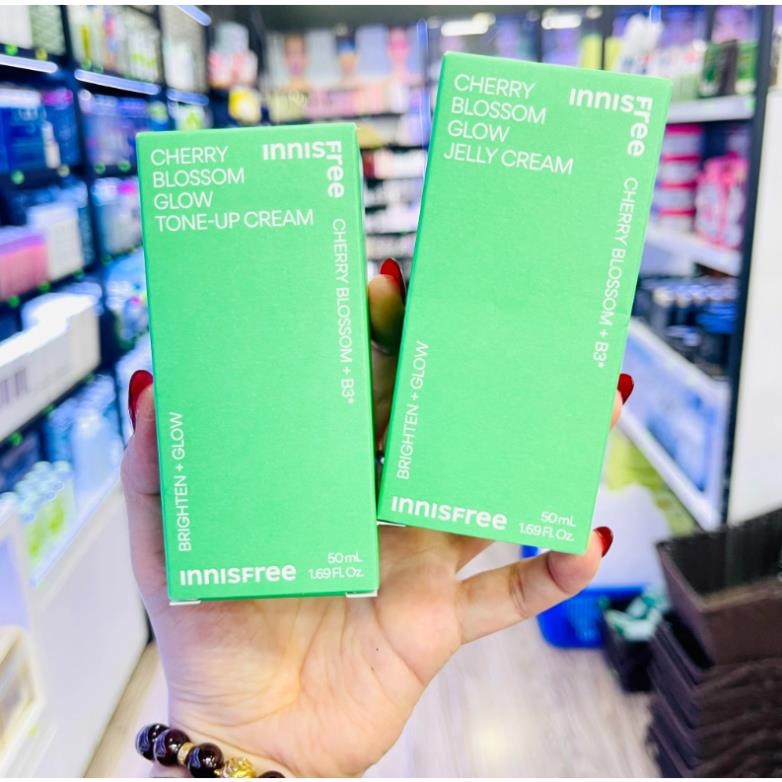 CHERRY
BLOSSOM
GLOW
TONE-UP CREAM
innisfree
CHERRY BLOSSOM + B3*
BRIGHTEN + GLOW
innisfree
50 mL
1.69 Fl. Oz.
CHERRY
BLOSSOM
GLOW
JELLY CREAM
innisfree
CHERRY BLOSSOM + B3*
BRIGHTEN + GLOW
innisfree
50 mL
1.69 Fl. Oz.